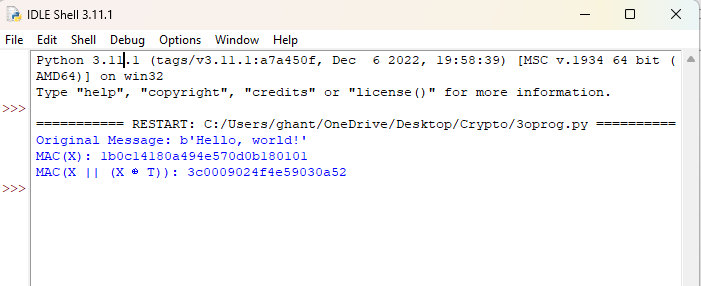 IDLE Shell 3.11.1
File Edit Shell Debug Options Window Help
Python 3.11.1 (tags/v3.11.1:a7a450f, Dec  6 2022, 19:58:39) [MSC v.1934 64 bit (
AMD64)] on win32
Type "help", "copyright", "credits" or "license()" for more information.
>>>
=========== RESTART: C:/Users/ghant/OneDrive/Desktop/Crypto/3oprog.py ==========
Original Message: b'Hello, world!'
MAC(X): 1b0c14180a494e570d0b180101
MAC(X || (X ⊕ T)): 3c0009024f4e59030a52
>>>